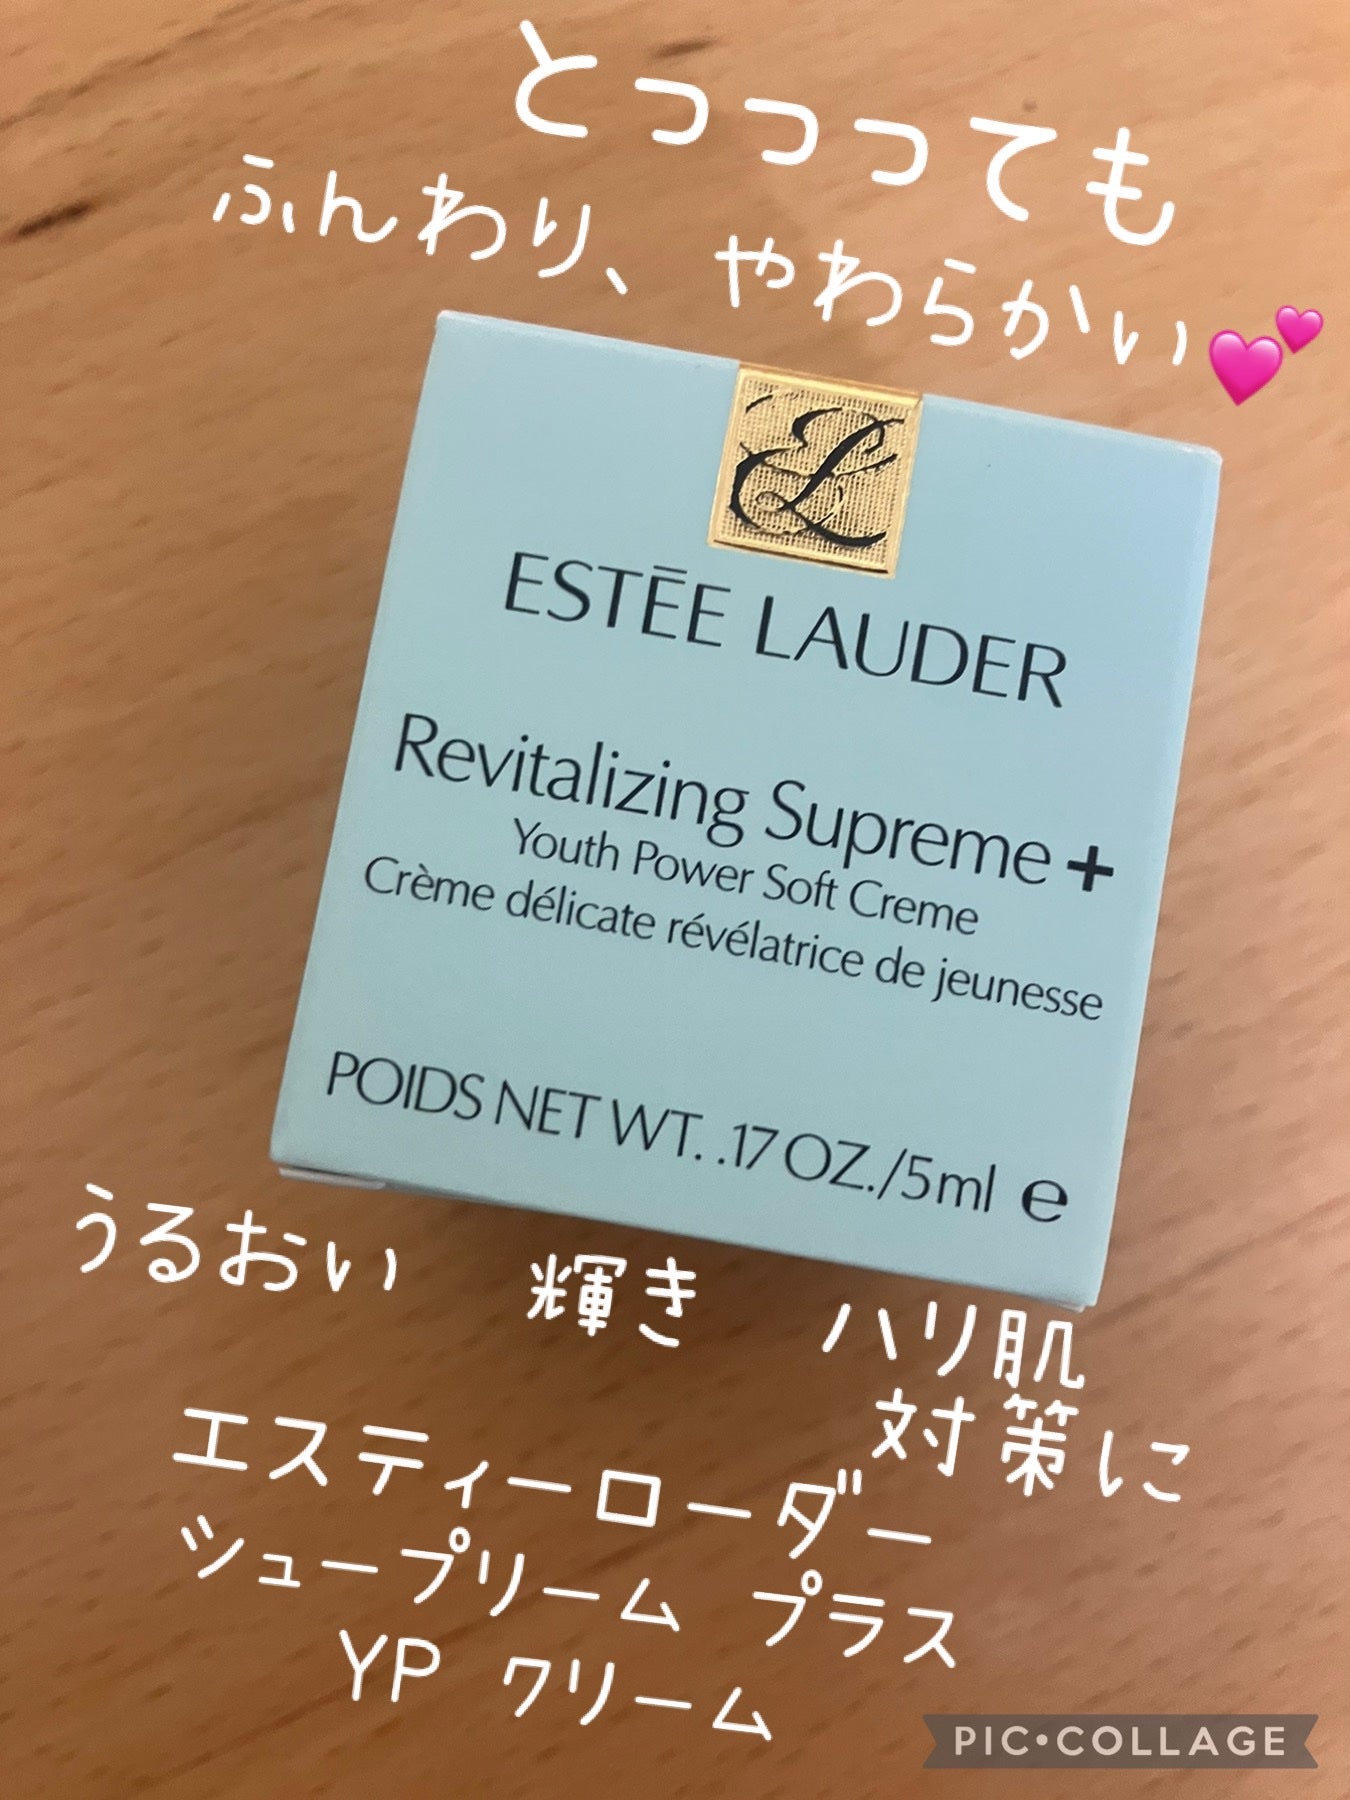 とっっっても
ふんわり、やわらかい💕
ESTĒE LAUDER
Revitalizing Supreme+
Youth Power Soft Creme
Crème délicate révélatrice de jeunesse
POIDS NET WT. .17 OZ./5ml ℮
うるおい 輝き ハリ肌
対策に
エスティーローダー
シュープリーム プラス
YP クリーム
PIC•COLLAGE